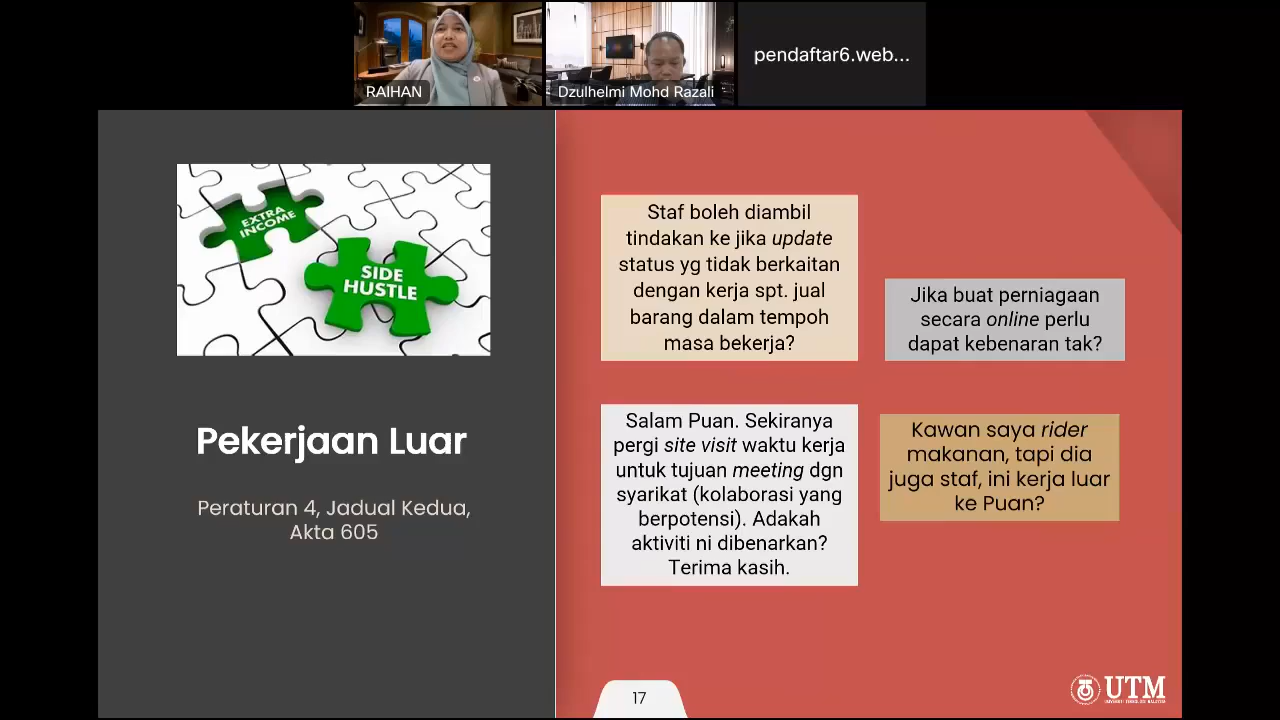 RAIHAN
Dzulhelmi Mohd Razali
pendaftar6.web...
EXTRA
INCOME
SIDE
HUSTLE
Pekerjaan Luar
Peraturan 4, Jadual Kedua,
Akta 605
Staf boleh diambil
tindakan ke jika update
status yg tidak berkaitan
dengan kerja spt. jual
barang dalam tempoh
masa bekerja?
Jika buat perniagaan
secara online perlu
dapat kebenaran tak?
Salam Puan. Sekiranya
pergi site visit waktu kerja
untuk tujuan meeting dgn
syarikat (kolaborasi yang
berpotensi). Adakah
aktiviti ni dibenarkan?
Terima kasih.
Kawan saya rider
makanan, tapi dia
juga staf, ini kerja luar
ke Puan?
17
UTM